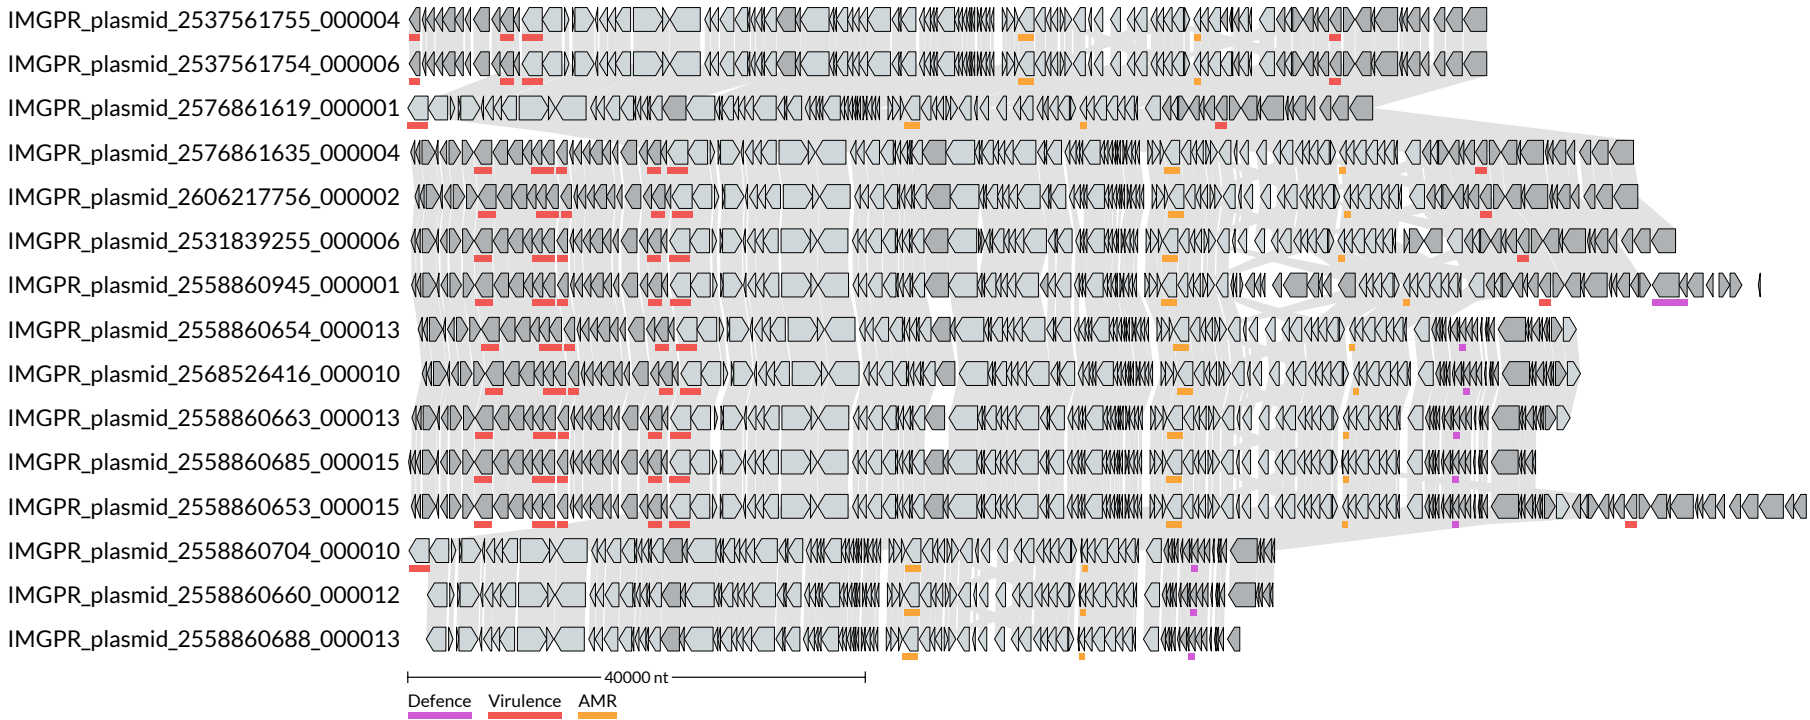 IMGPR_plasmid_2537561755_000004
IMGPR_plasmid_2537561754_000006
IMGPR_plasmid_2576861619_000001
IMGPR_plasmid_2576861635_000004
IMGPR_plasmid_2606217756_000002
IMGPR_plasmid_2531839255_000006
IMGPR_plasmid_2558860945_000001
IMGPR_plasmid_2558860654_000013
IMGPR_plasmid_2568526416_000010
IMGPR_plasmid_2558860663_000013
IMGPR_plasmid_2558860685_000015
IMGPR_plasmid_2558860653_000015
IMGPR_plasmid_2558860704_000010
IMGPR_plasmid_2558860660_000012
IMGPR_plasmid_2558860688_000013
40000 nt
Defence Virulence AMR